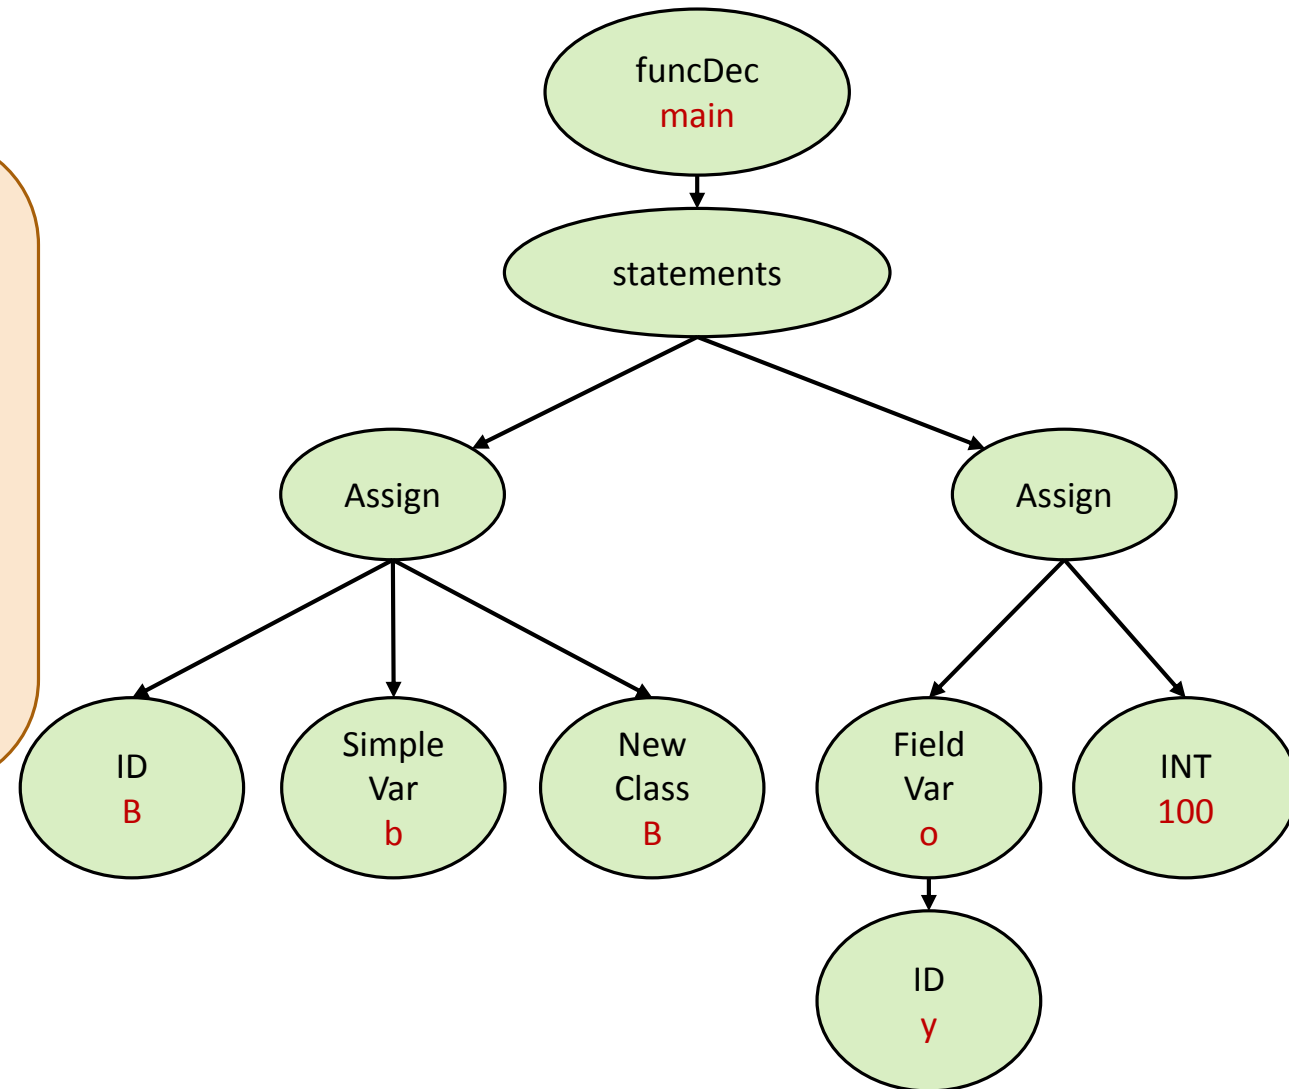 funcDec
main
statements
Assign
Assign
ID
B
Simple
Var
b
New
Class
B
Field
Var
o
INT
100
ID
y